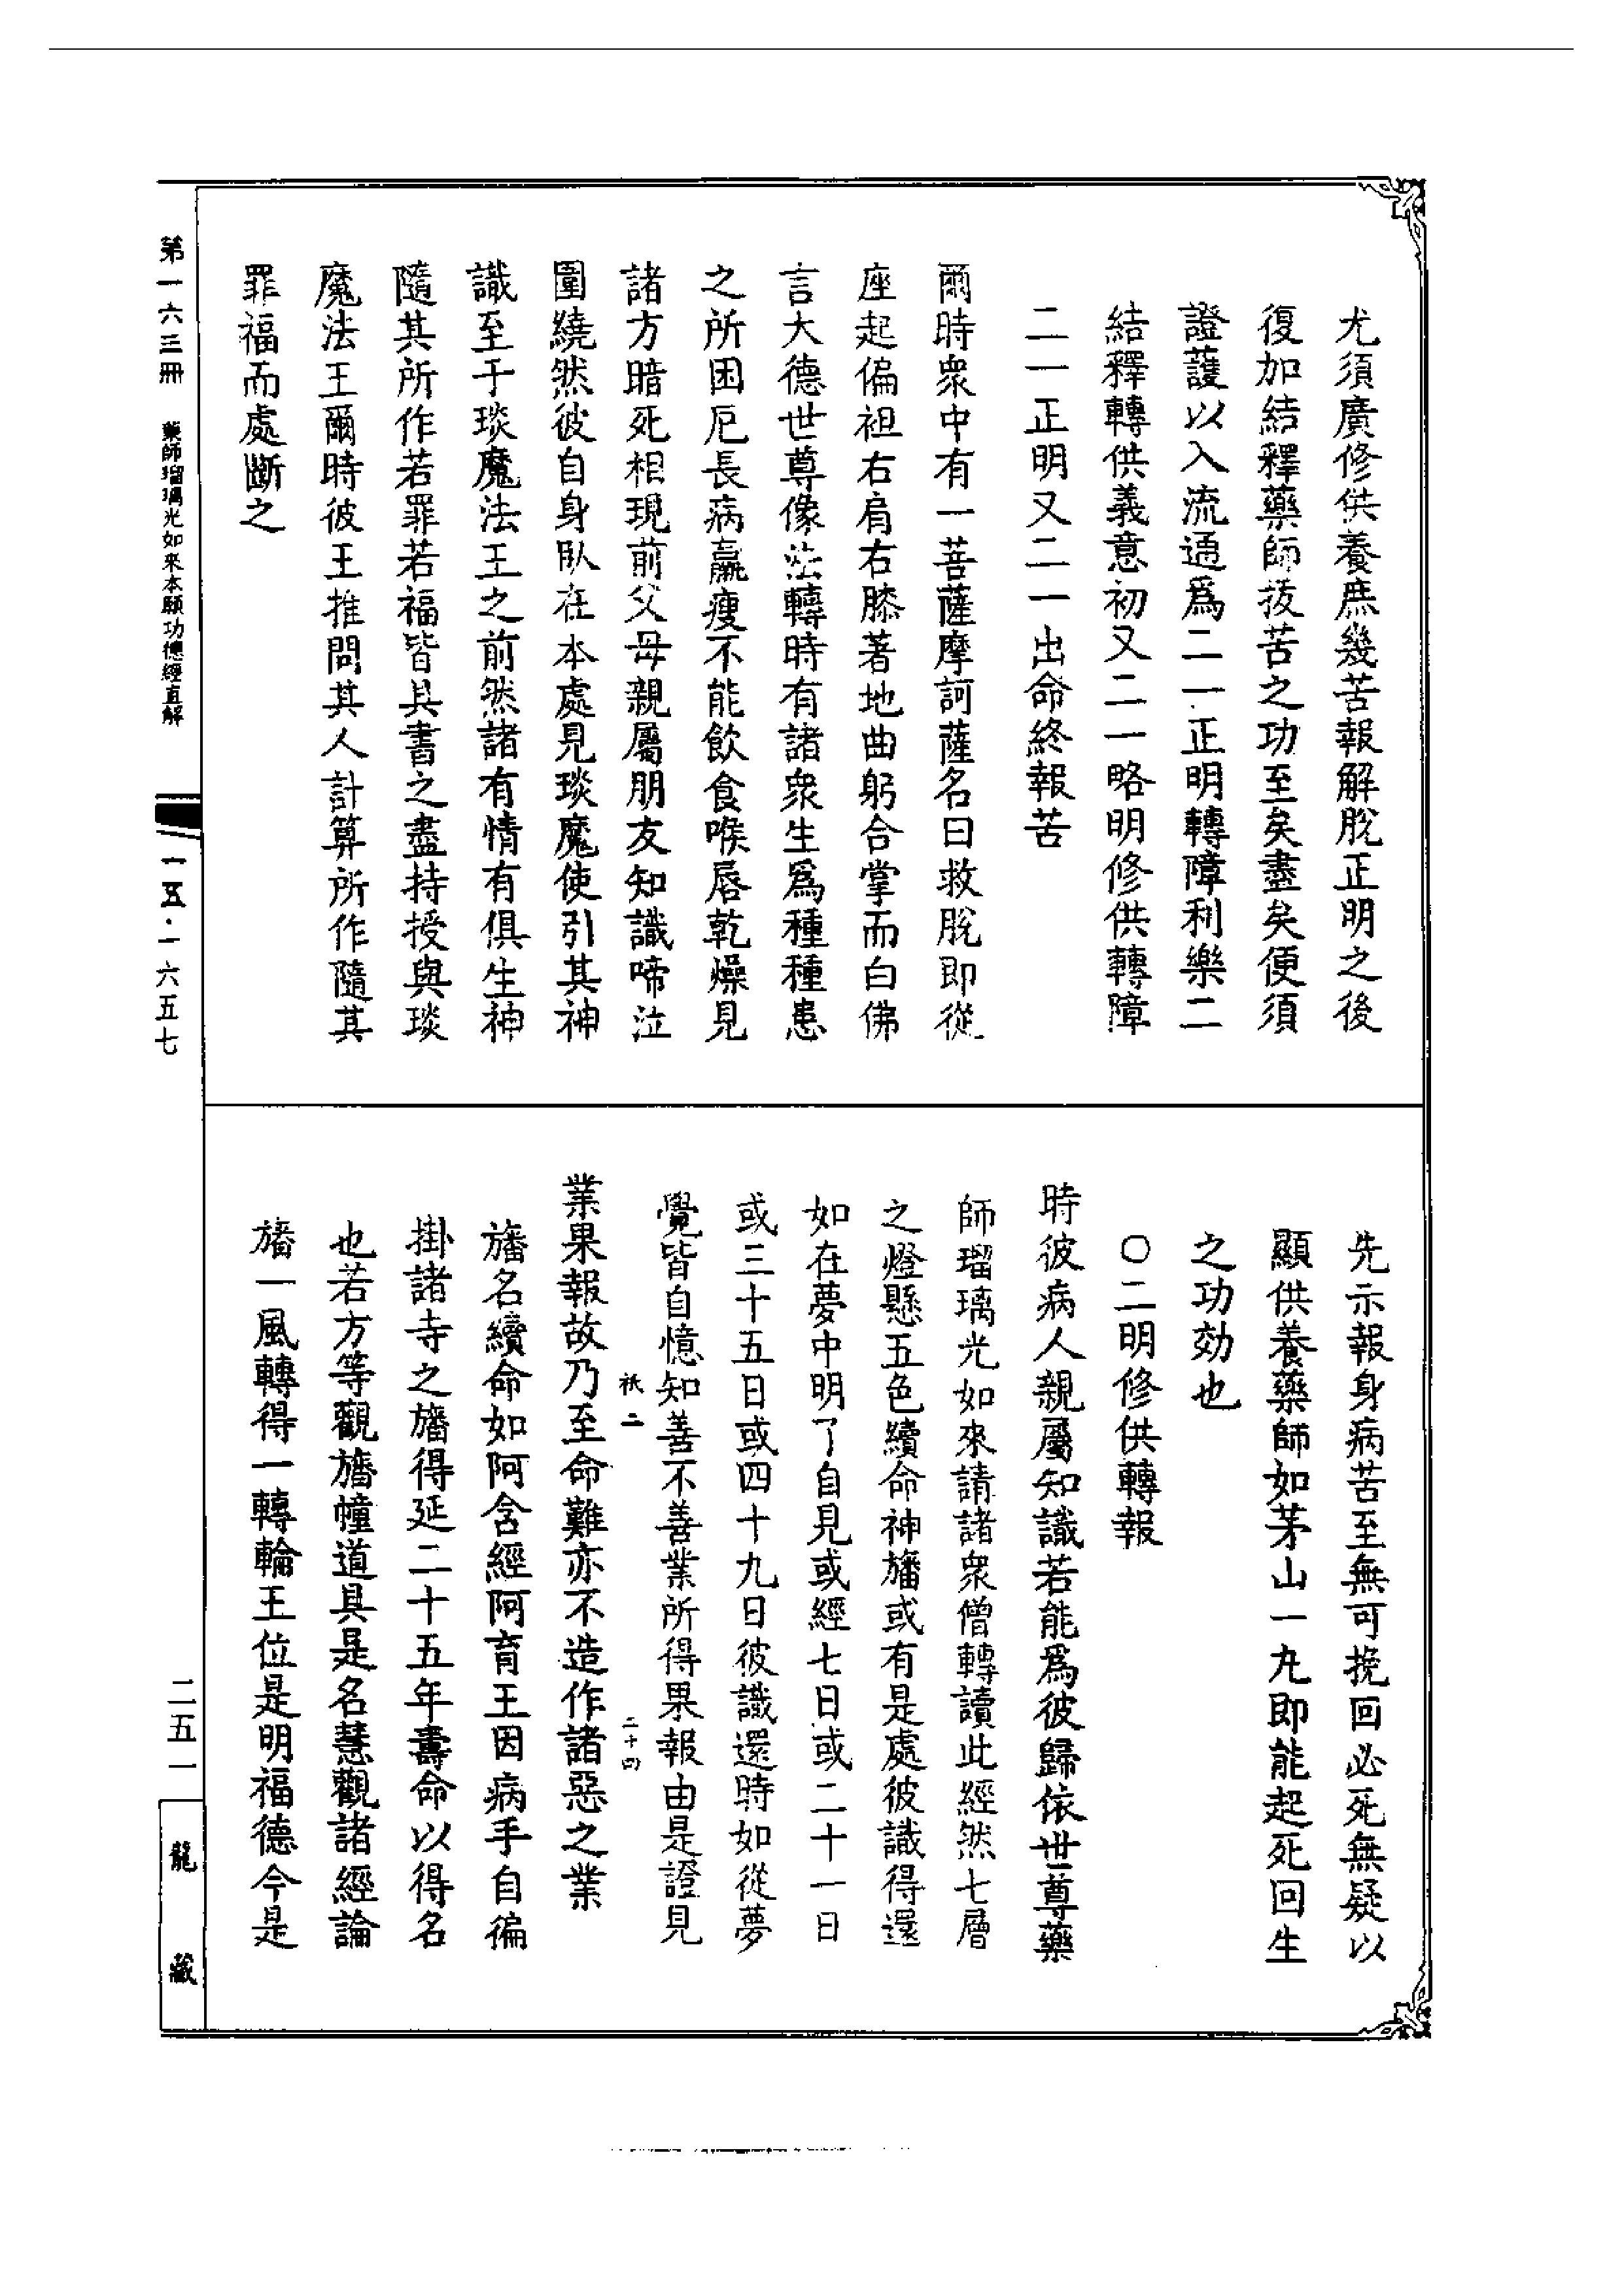 尤須廣修供養庶幾苦報解脫正明之後
復加結釋藥師拔苦之功至矣盡矣便須
證護以入流通爲二一正明轉障利樂二
結釋轉供義意初又二一略明修供轉障
二一正明又二一出命終報苦
爾時衆中有一菩薩摩訶薩名曰救脫即從
座起偏袒右肩右膝著地曲躬合掌而白佛
言大德世尊像法轉時有諸衆生爲種種患
之所困厄長病羸瘦不能飲食喉唇乾燥見
諸方暗死相現前父母親屬朋友知識啼泣
圍繞然彼自身臥在本處見琰魔使引其神
識至于琰魔法王之前然諸有情有俱生神
隨其所作若罪若福皆具書之盡持授與琰
魔法王爾時彼王推問其人計算所作隨其
罪福而處斷之
先示報身病苦至無可挽回必死無疑以
顯供養藥師如茅山一九即能起死回生
之功効也
○二明修供轉報
時彼病人親屬知識若能爲彼歸依世尊藥
師瑠璃光如來請諸衆僧轉讀此經然七層
之燈懸五色續命神旛或有是處彼識得還
如在夢中明了自見或經七日或二十一日
或三十五日或四十九日彼識還時如從夢
覺皆自憶知善不善業所得果報由是證見
祇二 二十四
業果報故乃至命難亦不造作諸惡之業
旛名續命如阿含經阿育王因病手自徧
掛諸寺之旛得延二十五年壽命以得名
也若方等觀旛幢道具是名慧觀諸經論
旛一風轉得一轉輪王位是明福德今是
第一六三冊 藥師瑠璃光如來本願功德經直解
一五·一六五七
二五一
龍藏